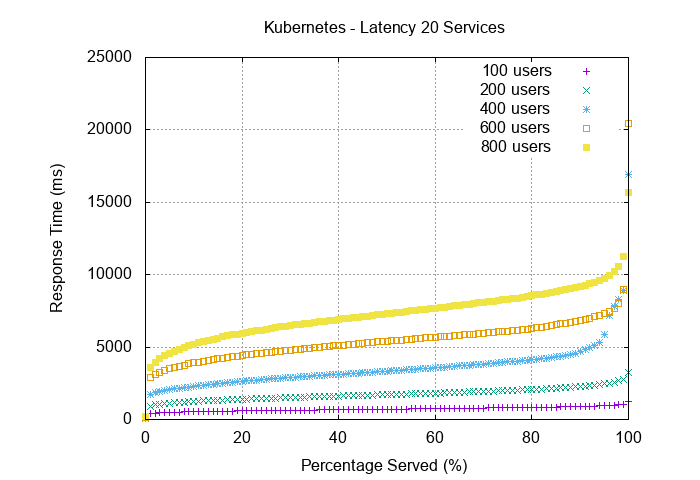 Kubernetes - Latency 20 Services
25000
20000
15000
10000
5000
0
Response Time (ms)
100 users
200 users
400 users
600 users
800 users
0 20 40 60 80 100
Percentage Served (%)